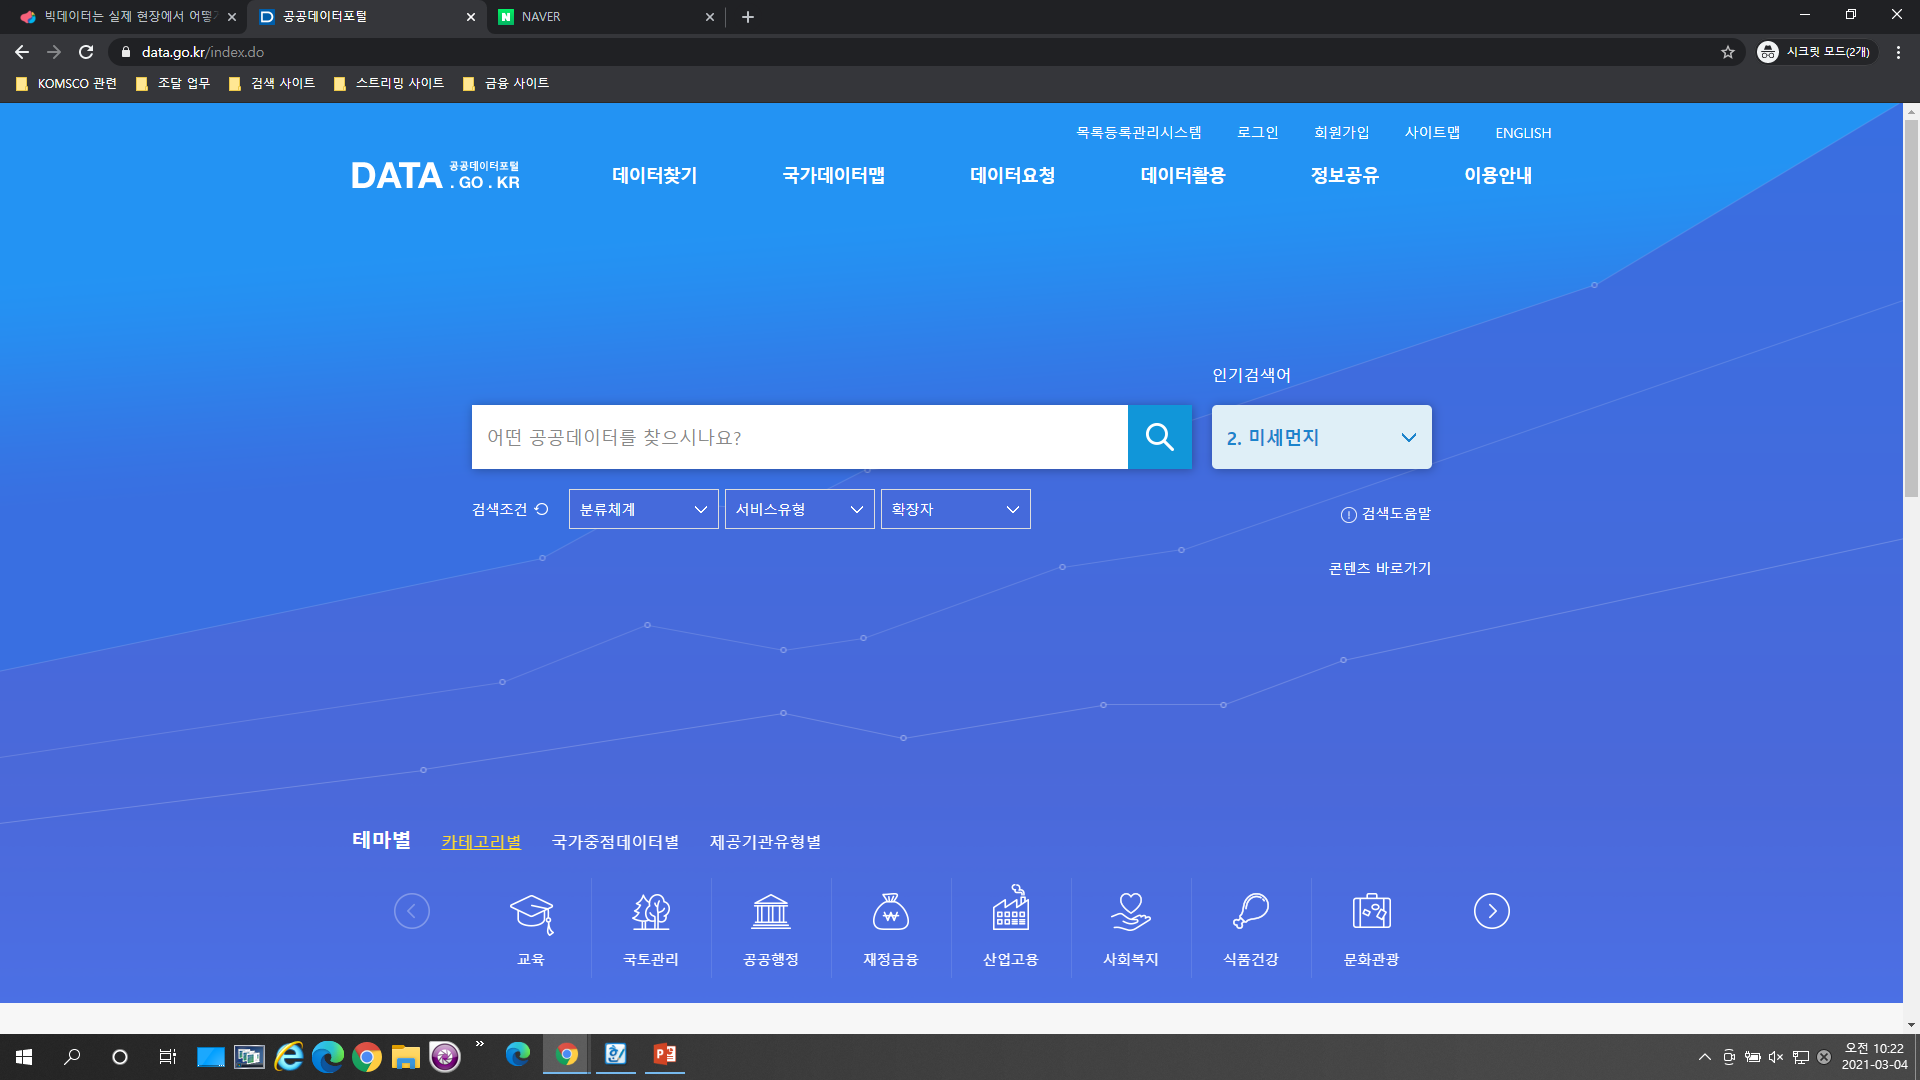 빅데이터는 실제 현장에서 어떻
공공데이터포털
NAVER
data.go.kr/index.do
시크릿 모드(2개)
KOMSCO 관련
조달 업무
검색 사이트
스트리밍 사이트
금융 사이트
목록등록관리시스템
로그인
회원가입
사이트맵
ENGLISH
DATA 공공데이터포털 . GO . KR
데이터찾기
국가데이터맵
데이터요청
데이터활용
정보공유
이용안내
인기검색어
어떤 공공데이터를 찾으시나요?
2. 미세먼지
검색조건
분류체계
서비스유형
확장자
검색도움말
콘텐츠 바로가기
테마별
카테고리별
국가중점데이터별
제공기관유형별
교육
국토관리
공공행정
재정금융
산업고용
사회복지
식품건강
문화관광
오전 10:22
2021-03-04